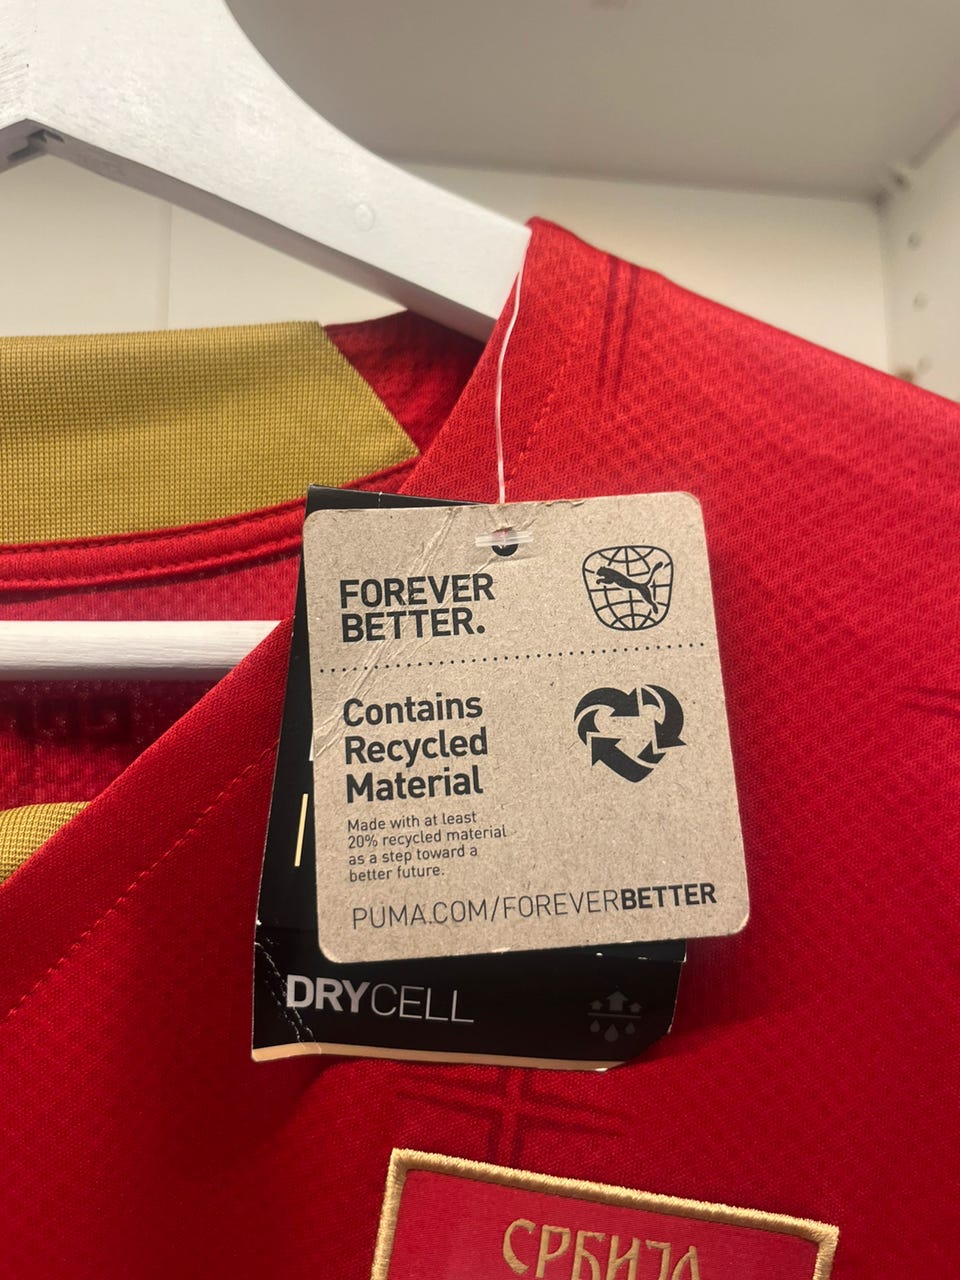 FOREVER
BETTER.
Contains
Recycled
Material
Made with at least
20% recycled material
as a step toward a
better future.
PUMA.COM/FOREVERBETTER
DRYCELL
СРБИЈА